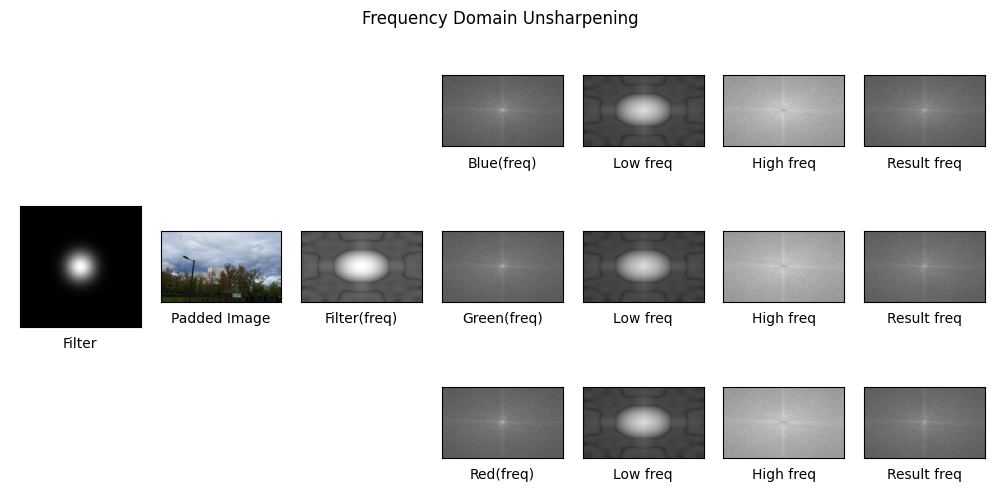 Frequency Domain Unsharpening
Blue(freq)
Low freq
High freq
Result freq
Filter
Padded Image
Filter(freq)
Green(freq)
Low freq
High freq
Result freq
Red(freq)
Low freq
High freq
Result freq